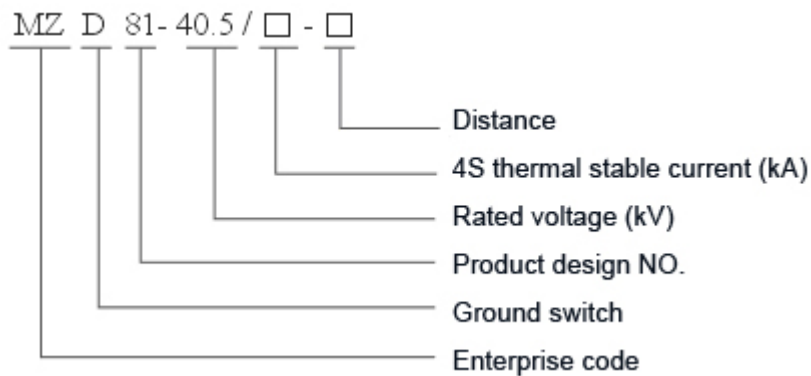 MZ D 81- 40.5 / □ - □
Distance
4S thermal stable current (kA)
Rated voltage (kV)
Product design NO.
Ground switch
Enterprise code